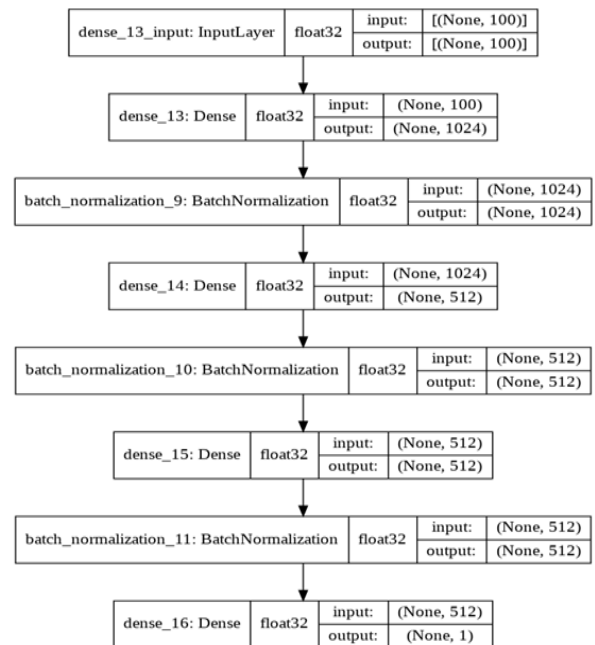 dense_13_input: InputLayer float32 input: [(None, 100)]
output: [(None, 100)]
dense_13: Dense float32 input: (None, 100)
output: (None, 1024)
batch_normalization_9: BatchNormalization float32 input: (None, 1024)
output: (None, 1024)
dense_14: Dense float32 input: (None, 1024)
output: (None, 512)
batch_normalization_10: BatchNormalization float32 input: (None, 512)
output: (None, 512)
dense_15: Dense float32 input: (None, 512)
output: (None, 512)
batch_normalization_11: BatchNormalization float32 input: (None, 512)
output: (None, 512)
dense_16: Dense float32 input: (None, 512)
output: (None, 1)